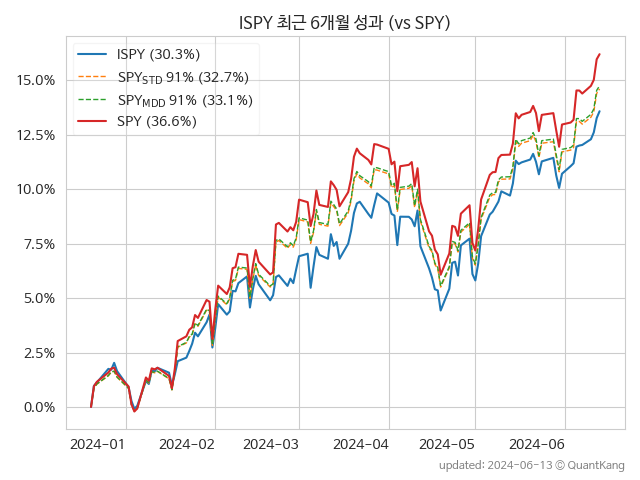 ISPY 최근 6개월 성과 (vs SPY)
ISPY (30.3%)
SPY_STD 91% (32.7%)
SPY_MDD 91% (33.1%)
SPY (36.6%)
15.0%
12.5%
10.0%
7.5%
5.0%
2.5%
0.0%
2024-01 2024-02 2024-03 2024-04 2024-05 2024-06
updated: 2024-06-13 © QuantKang